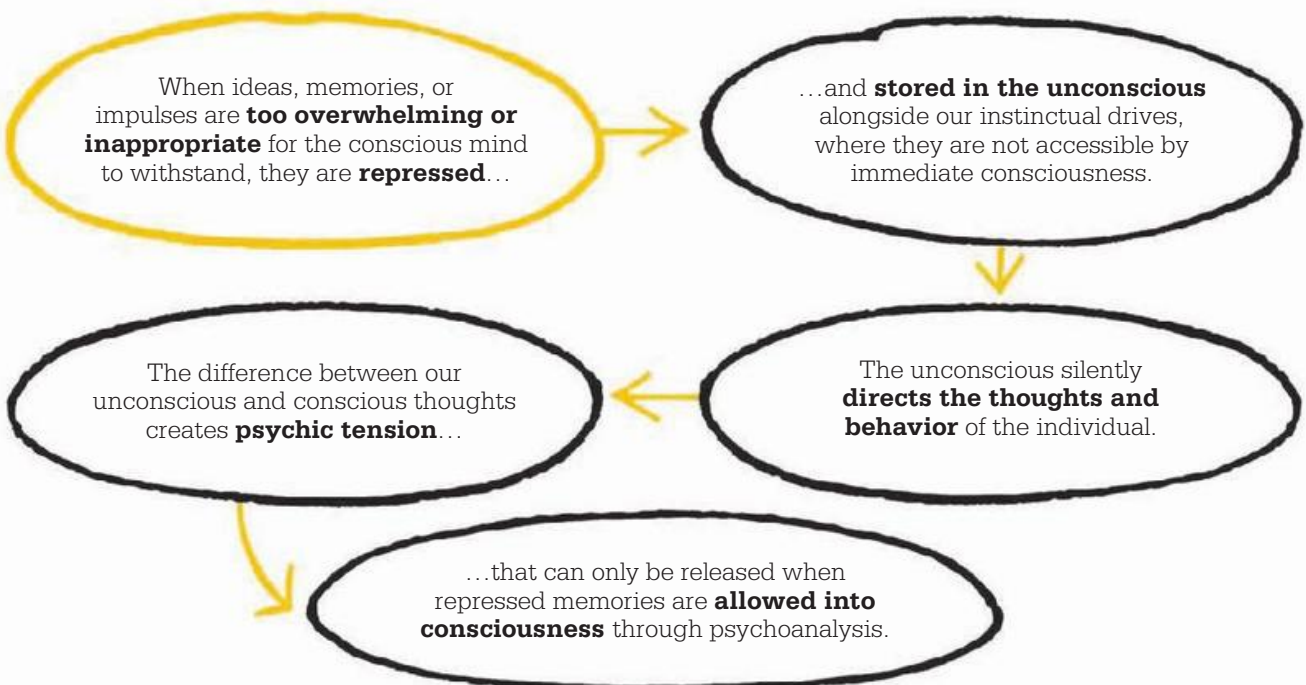 When ideas, memories, or
impulses are too overwhelming or
inappropriate for the conscious mind
to withstand, they are repressed…
…and stored in the unconscious
alongside our instinctual drives,
where they are not accessible by
immediate consciousness.
The unconscious silently
directs the thoughts and
behavior of the individual.
The difference between our
unconscious and conscious thoughts
creates psychic tension…
…that can only be released when
repressed memories are allowed into
consciousness through psychoanalysis.